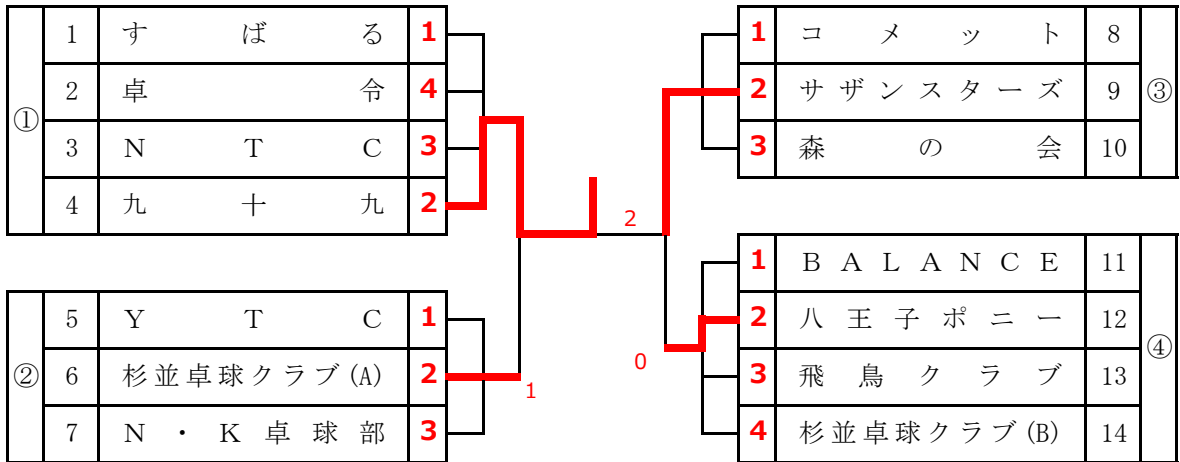 ① 1 すばる 1
2 卓令 4
3 NTC 3
4 九十九 2
② 5 YTC 1
6 杉並卓球クラブ(A) 2
7 N・K卓球部 3
1
2
0
1 コメット 8 ③
2 サザンスターズ 9
3 森の会 10
1 BALANCE 11 ④
2 八王子ポニー 12
3 飛鳥クラブ 13
4 杉並卓球クラブ(B) 14